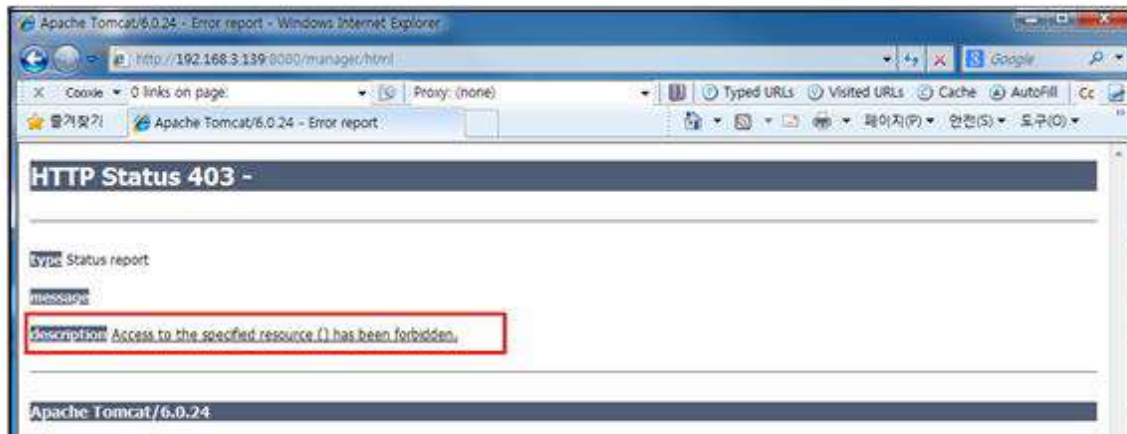 Apache Tomcat/6.0.24 - Error report - Windows Internet Explorer
http://192.168.3.139:8080/manager/html
Google
X Cookie 0 links on page: Proxy: (none) Typed URLs Visited URLs Cache AutoFill Cc
즐겨찾기 Apache Tomcat/6.0.24 - Error report 페이지(P) 안전(S) 도구(O)
HTTP Status 403 -
type Status report
message
description Access to the specified resource () has been forbidden.
Apache Tomcat/6.0.24